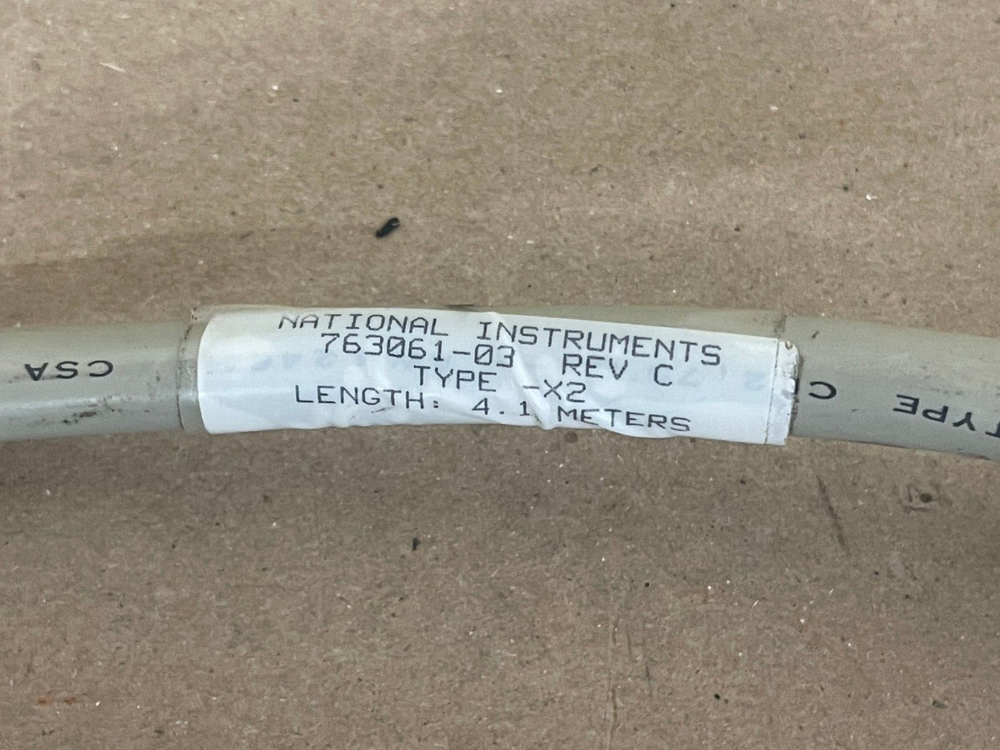 NATIONAL INSTRUMENTS
763061-03 REV C
TYPE -X2
LENGTH: 4.1 METERS
CSA
C
TYPE